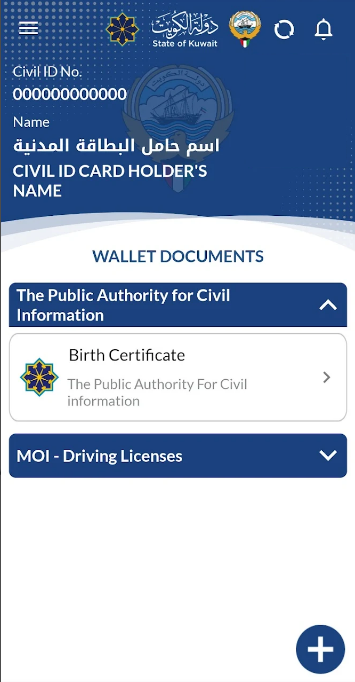 دولة الكويت
State of Kuwait
Civil ID No.
000000000000
Name
اسم حامل البطاقة المدنية
CIVIL ID CARD HOLDER'S
NAME
WALLET DOCUMENTS
The Public Authority for Civil
Information
Birth Certificate
The Public Authority For Civil
information
MOI - Driving Licenses